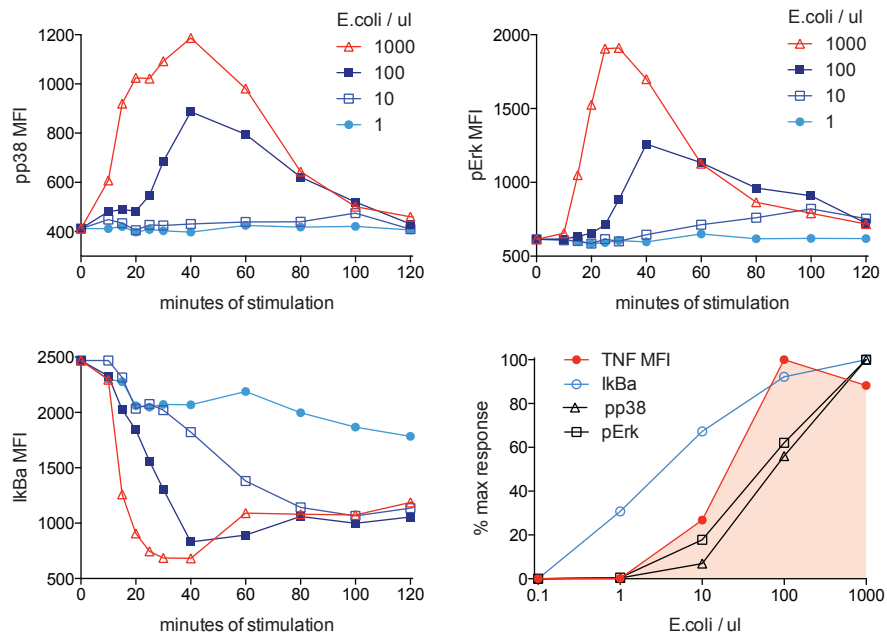 E.coli / ul
1000
100
10
1
pp38 MFI
1200
1000
800
600
400
0 20 40 60 80 100 120
minutes of stimulation
E.coli / ul
1000
100
10
1
pErk MFI
2000
1500
1000
500
0 20 40 60 80 100 120
minutes of stimulation
IkBa MFI
2500
2000
1500
1000
500
0 20 40 60 80 100 120
minutes of stimulation
TNF MFI
IkBa
pp38
pErk
% max response
100
80
60
40
20
0
0.1 1 10 100 1000
E.coli / ul